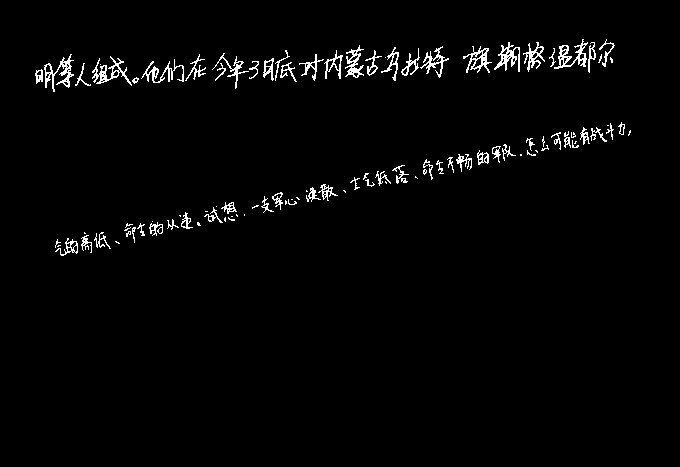 明等人组成。他们在今年3月底对内蒙古乌拉特 旗潮格温都尔
气的高低、命令的从违。试想,一支军心涣散、士气低落、命令不畅的军队,怎么可能有战斗力,